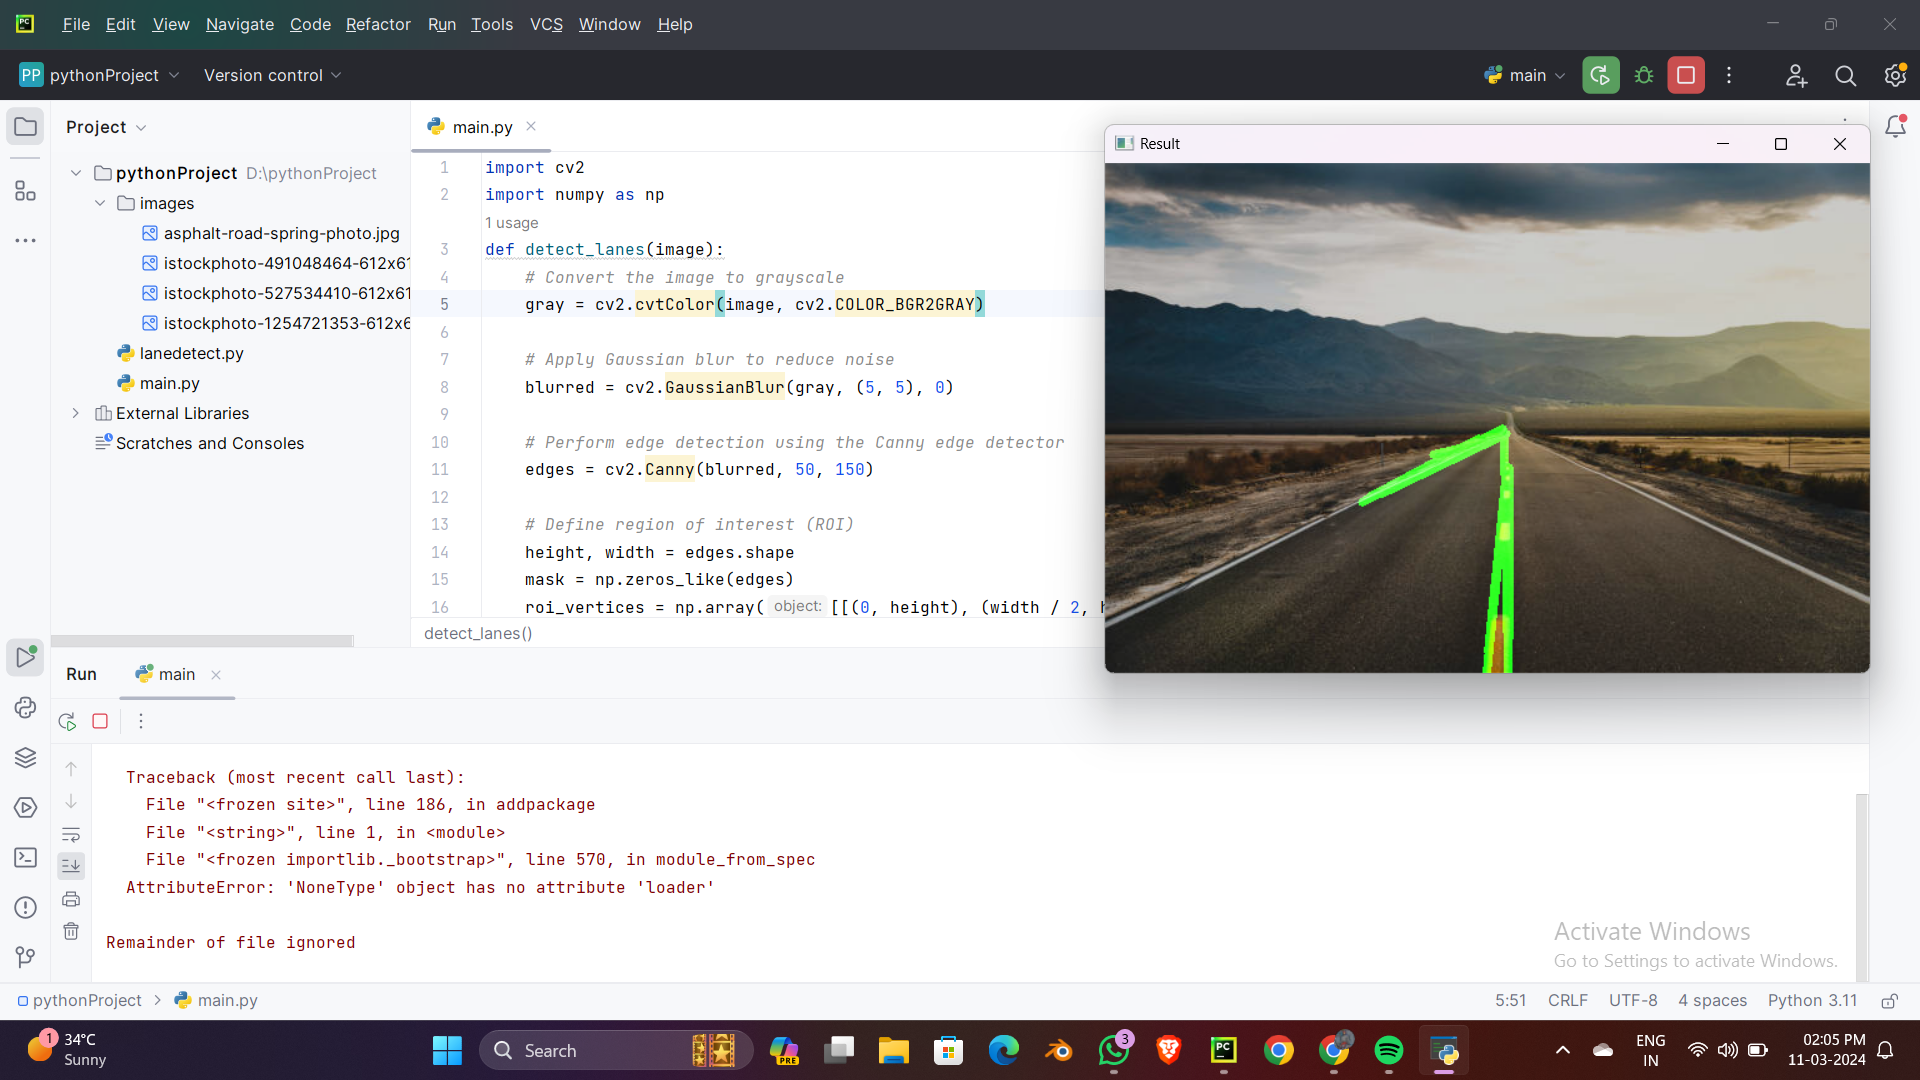 PC
File Edit View Navigate Code Refactor Run Tools VCS Window Help
PP pythonProject Version control main
Project
main.py
pythonProject D:\pythonProject
images
asphalt-road-spring-photo.jpg
istockphoto-491048464-612x61
istockphoto-527534410-612x61
istockphoto-1254721353-612x6
lanedetect.py
main.py
External Libraries
Scratches and Consoles
1 import cv2
2 import numpy as np
1 usage
3 def detect_lanes(image):
4 # Convert the image to grayscale
5 gray = cv2.cvtColor(image, cv2.COLOR_BGR2GRAY)
6
7 # Apply Gaussian blur to reduce noise
8 blurred = cv2.GaussianBlur(gray, (5, 5), 0)
9
10 # Perform edge detection using the Canny edge detector
11 edges = cv2.Canny(blurred, 50, 150)
12
13 # Define region of interest (ROI)
14 height, width = edges.shape
15 mask = np.zeros_like(edges)
16 roi_vertices = np.array( object: [[(0, height), (width / 2, h
detect_lanes()
Result
Run main
Traceback (most recent call last):
File "<frozen site>", line 186, in addpackage
File "<string>", line 1, in <module>
File "<frozen importlib._bootstrap>", line 570, in module_from_spec
AttributeError: 'NoneType' object has no attribute 'loader'
Remainder of file ignored
Activate Windows
Go to Settings to activate Windows.
pythonProject main.py 5:51 CRLF UTF-8 4 spaces Python 3.11
1 34°C
Sunny
Search
PRE
3
PC
ENG
IN
02:05 PM
11-03-2024